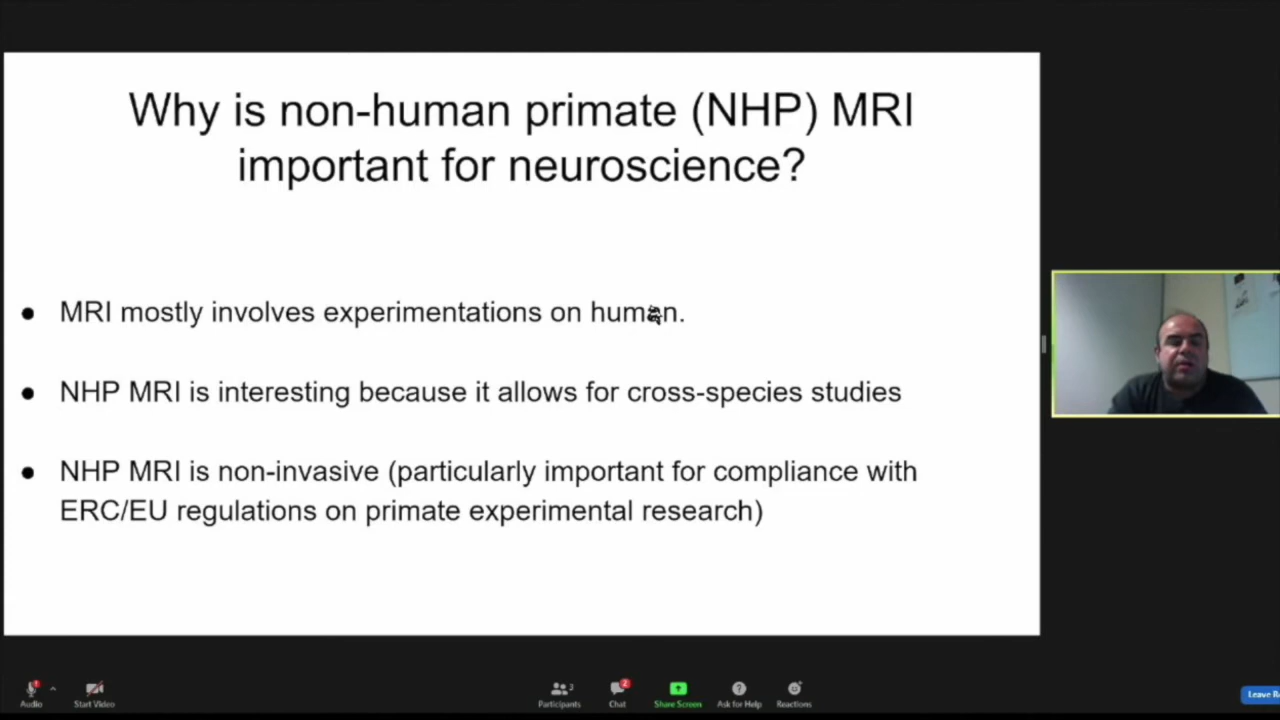 Why is non-human primate (NHP) MRI
important for neuroscience?
● MRI mostly involves experimentations on human.
● NHP MRI is interesting because it allows for cross-species studies
● NHP MRI is non-invasive (particularly important for compliance with
ERC/EU regulations on primate experimental research)
Audio
Start Video
3
Participants
2
Chat
Share Screen
Ask for Help
Reactions
Leave